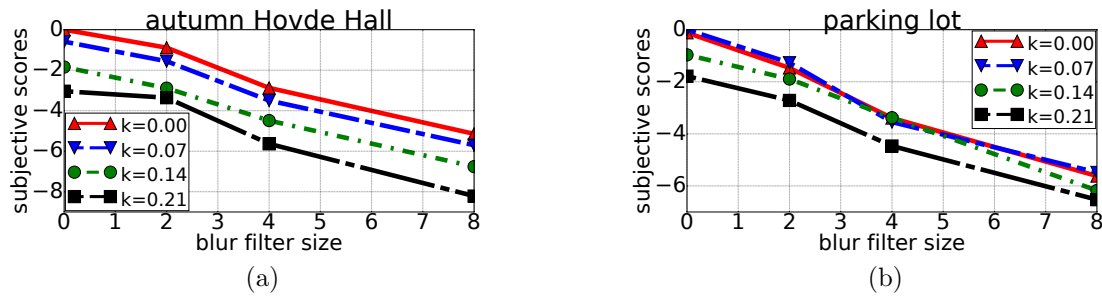 autumn Hovde Hall
subjective scores
0
−2
−4
−6
−8
k=0.00
k=0.07
k=0.14
k=0.21
0 1 2 3 4 5 6 7 8
blur filter size
(a)
parking lot
subjective scores
0
−2
−4
−6
k=0.00
k=0.07
k=0.14
k=0.21
0 1 2 3 4 5 6 7 8
blur filter size
(b)